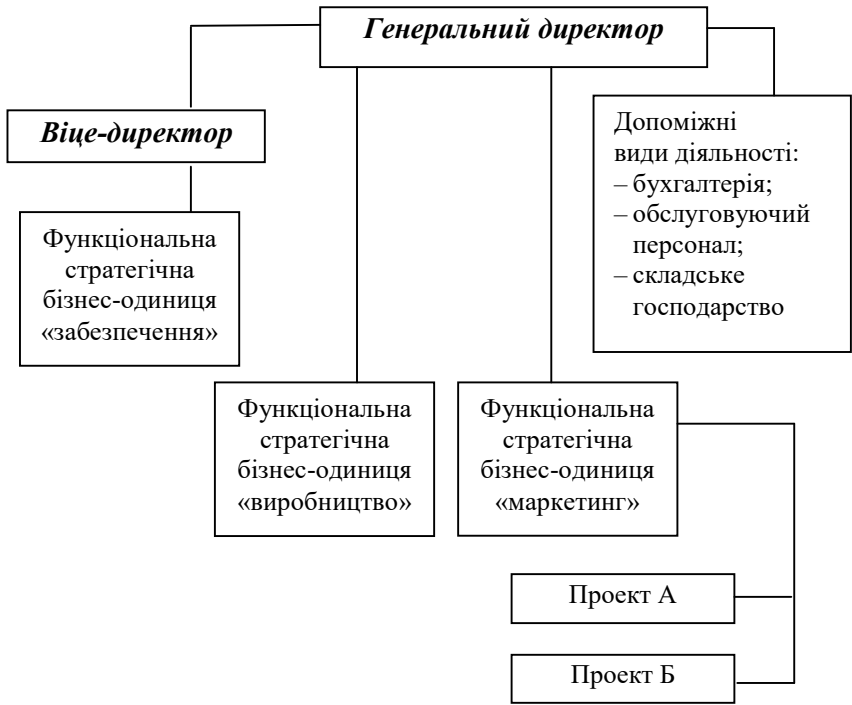 Генеральний директор
Віце-директор
Допоміжні
види діяльності:
– бухгалтерія;
– обслуговуючий
персонал;
– складське
господарство
Функціональна
стратегічна
бізнес-одиниця
«забезпечення»
Функціональна
стратегічна
бізнес-одиниця
«виробництво»
Функціональна
стратегічна
бізнес-одиниця
«маркетинг»
Проект А
Проект Б